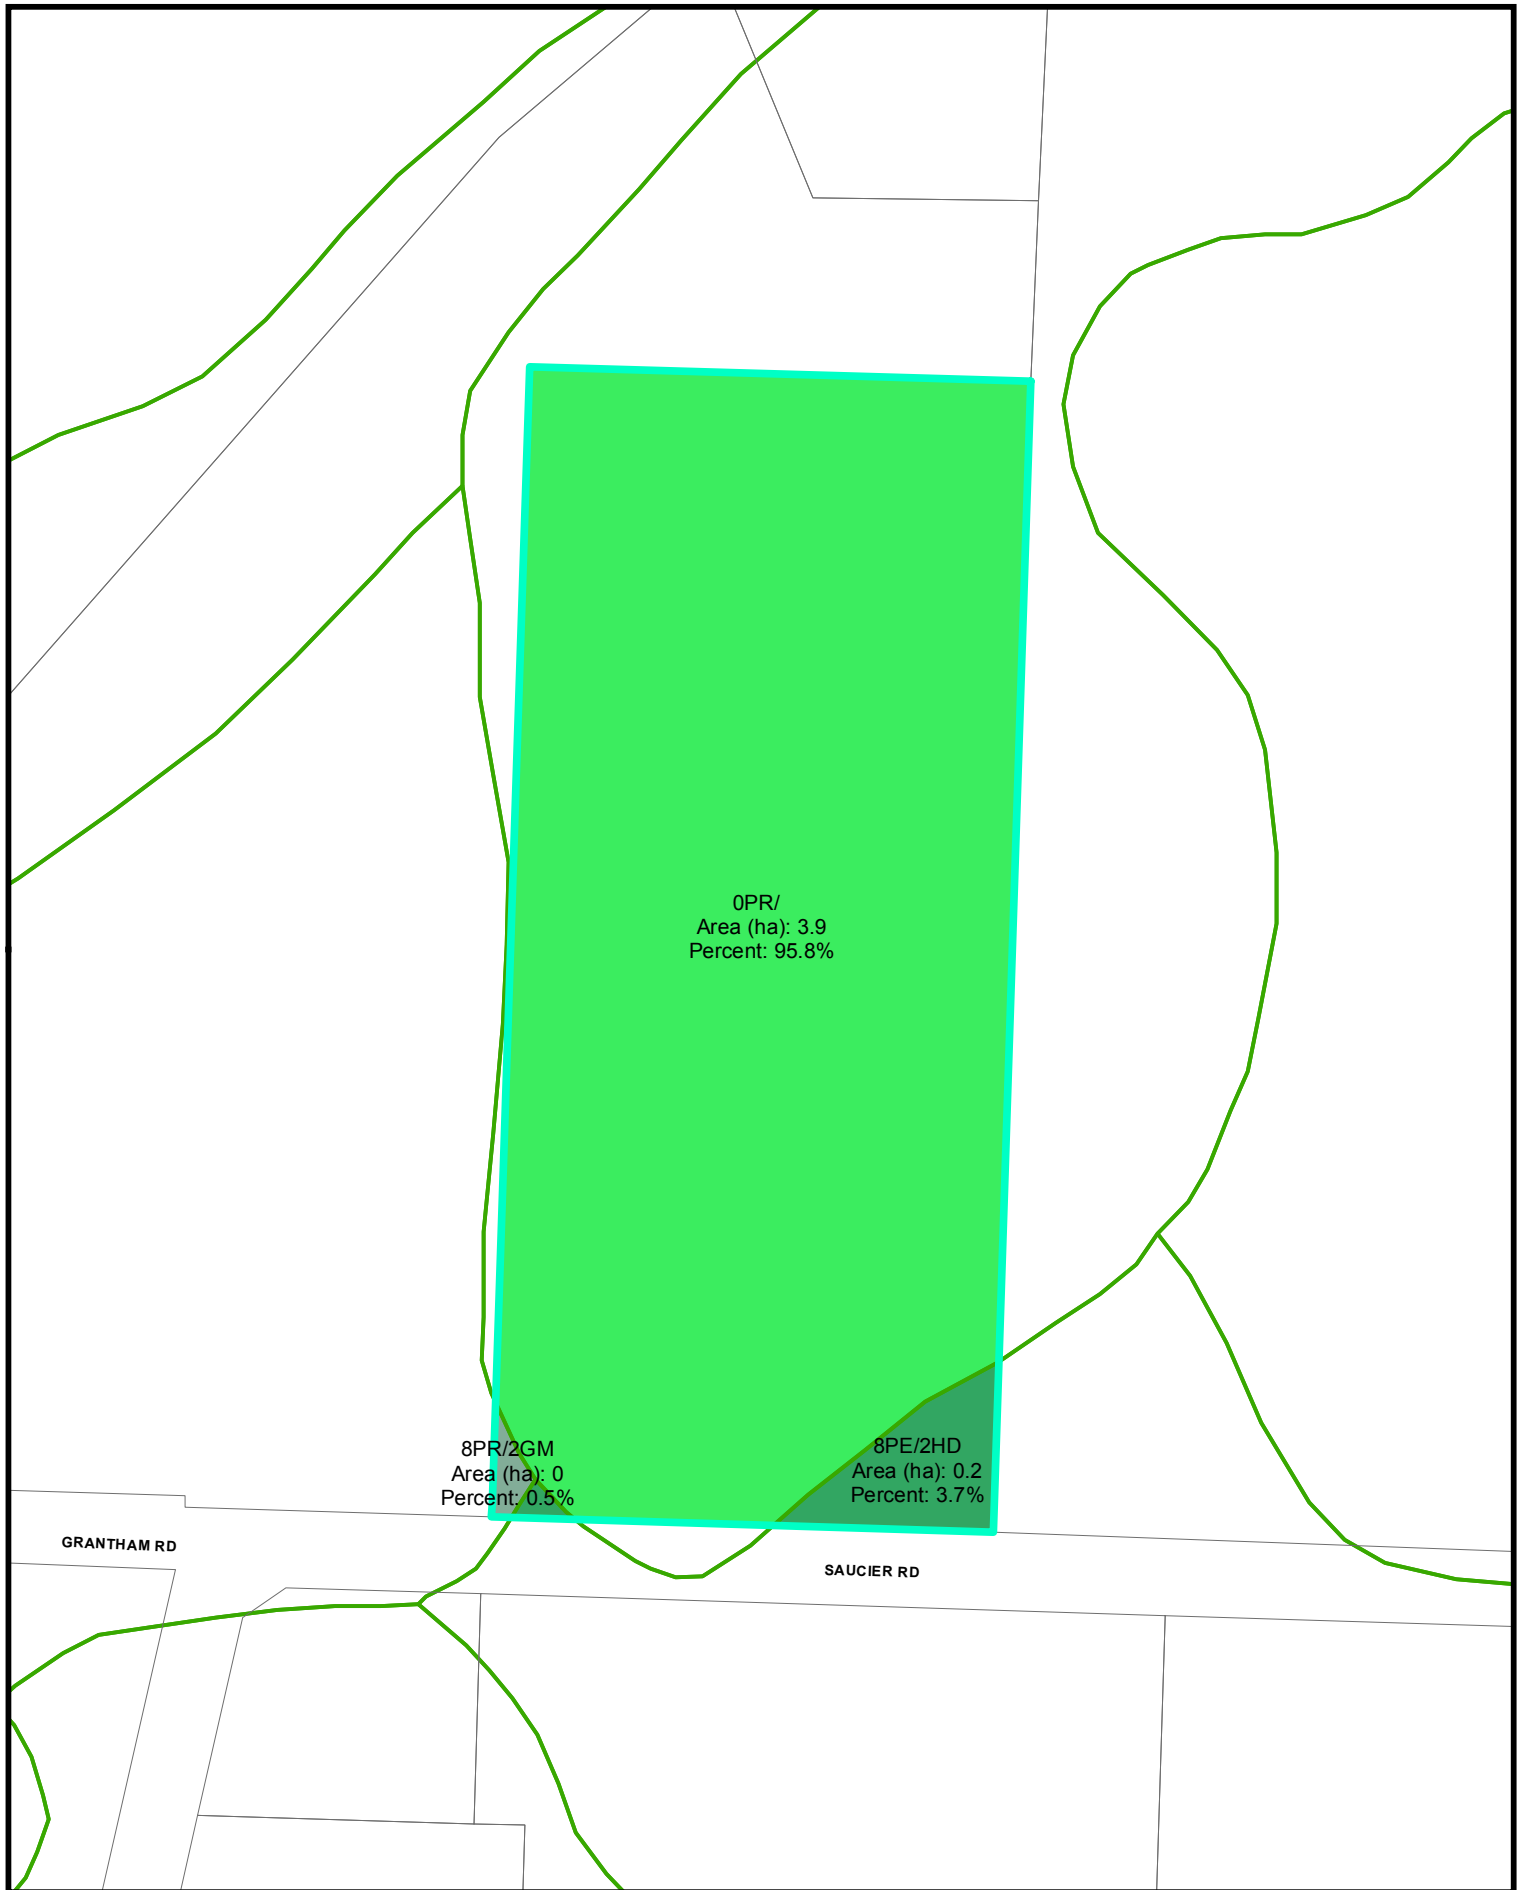 0PR/
Area (ha): 3.9
Percent: 95.8%
8PR/2GM
Area (ha): 0
Percent: 0.5%
8PE/2HD
Area (ha): 0.2
Percent: 3.7%
GRANTHAM RD
SAUCIER RD